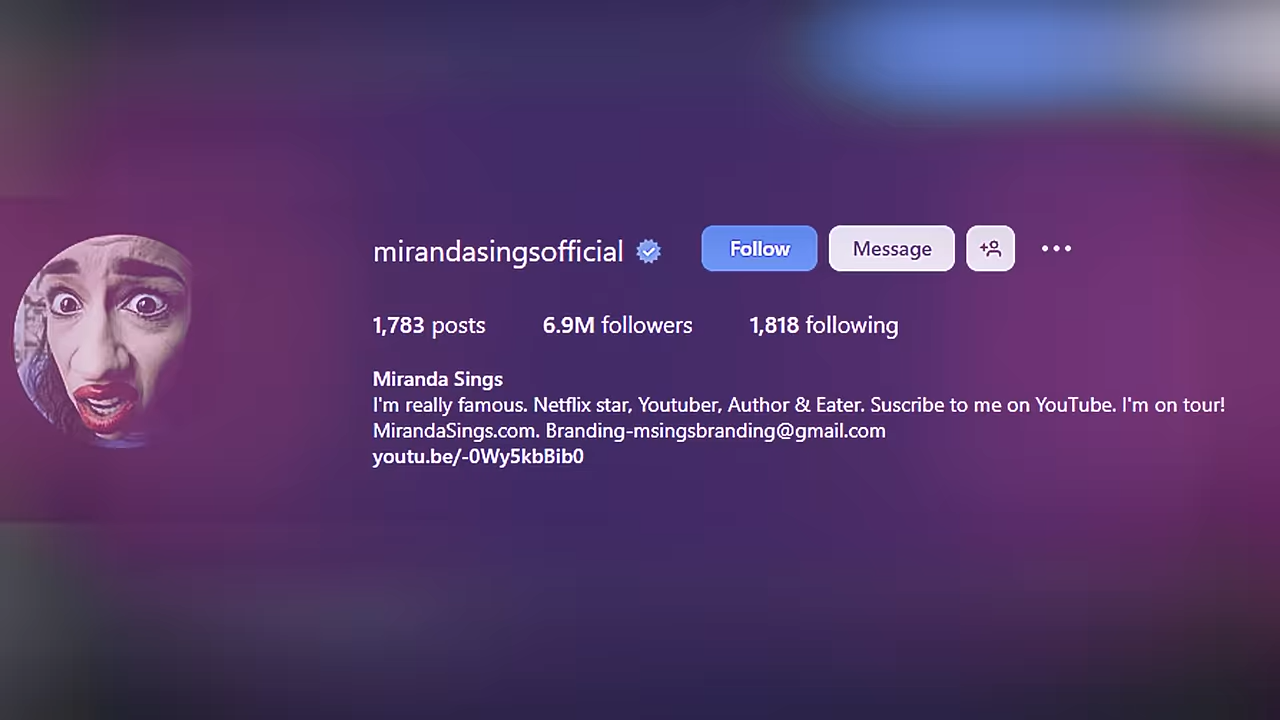 mirandasingsofficial Follow Message
1,783 posts 6.9M followers 1,818 following
Miranda Sings
I'm really famous. Netflix star, Youtuber, Author & Eater. Suscribe to me on YouTube. I'm on tour!
MirandaSings.com. Branding-msingsbranding@gmail.com
youtu.be/-0Wy5kbBib0